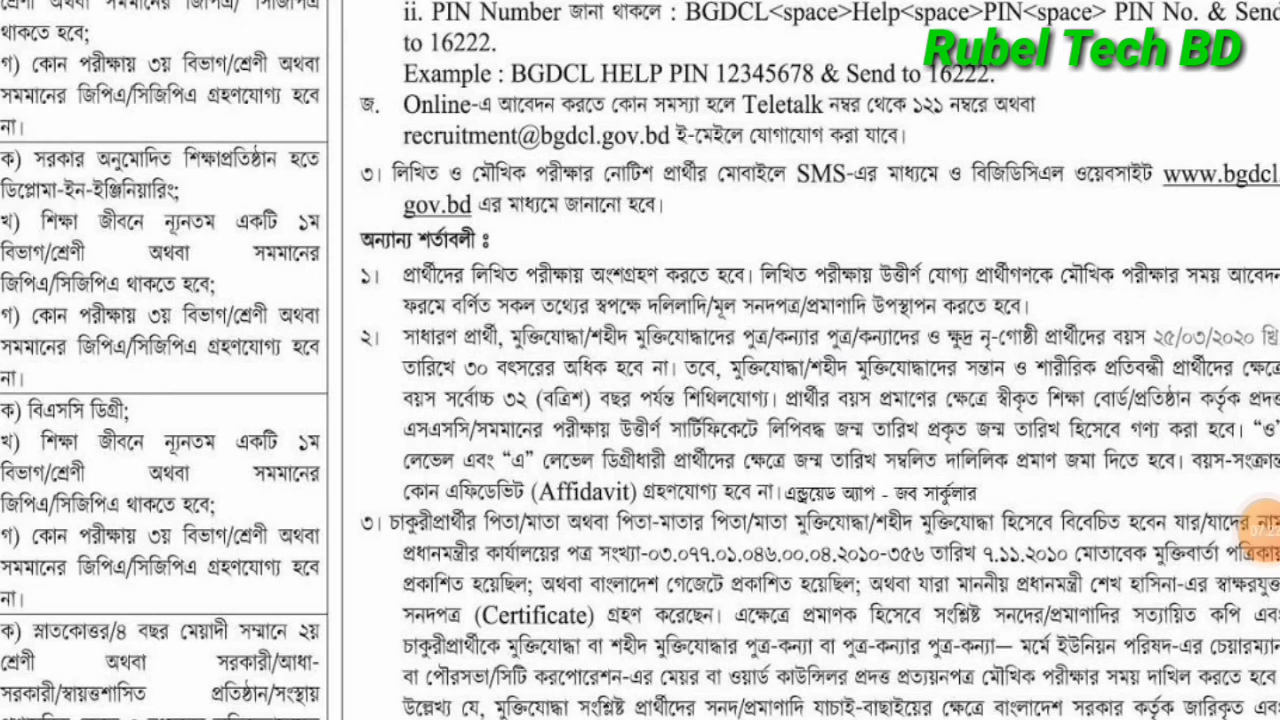 শ্রেণী অথবা সমমানের জিপিএ/ সিজিপিএ
থাকতে হবে;
গ) কোন পরীক্ষায় ৩য় বিভাগ/শ্রেণী অথবা
সমমানের জিপিএ/সিজিপিএ গ্রহণযোগ্য হবে
না।
ক) সরকার অনুমোদিত শিক্ষাপ্রতিষ্ঠান হতে
ডিপ্লোমা-ইন-ইঞ্জিনিয়ারিং;
খ) শিক্ষা জীবনে ন্যূনতম একটি ১ম
বিভাগ/শ্রেণী অথবা সমমানের
জিপিএ/সিজিপিএ থাকতে হবে;
গ) কোন পরীক্ষায় ৩য় বিভাগ/শ্রেণী অথবা
সমমানের জিপিএ/সিজিপিএ গ্রহণযোগ্য হবে
না।
ক) বিএসসি ডিগ্রী;
খ) শিক্ষা জীবনে ন্যূনতম একটি ১ম
বিভাগ/শ্রেণী অথবা সমমানের
জিপিএ/সিজিপিএ থাকতে হবে;
গ) কোন পরীক্ষায় ৩য় বিভাগ/শ্রেণী অথবা
সমমানের জিপিএ/সিজিপিএ গ্রহণযোগ্য হবে
না।
ক) স্নাতকোত্তর/৪ বছর মেয়াদী সম্মানে ২য়
শ্রেণী অথবা সরকারী/আধা-
সরকারী/স্বায়ত্তশাসিত প্রতিষ্ঠান/সংস্থায়
ii. PIN Number জানা থাকলে : BGDCL<space>Help<space>PIN<space> PIN No. & Send
to 16222.
Rubel Tech BD
Example : BGDCL HELP PIN 12345678 & Send to 16222.
জ. Online-এ আবেদন করতে কোন সমস্যা হলে Teletalk নম্বর থেকে ১২১ নম্বরে অথবা
recruitment@bgdcl.gov.bd ই-মেইলে যোগাযোগ করা যাবে।
৩। লিখিত ও মৌখিক পরীক্ষার নোটিশ প্রার্থীর মোবাইলে SMS-এর মাধ্যমে ও বিজিডিসিএল ওয়েবসাইট www.bgdcl.
gov.bd এর মাধ্যমে জানানো হবে।
অন্যান্য শর্তাবলী ঃ
১। প্রার্থীদের লিখিত পরীক্ষায় অংশগ্রহণ করতে হবে। লিখিত পরীক্ষায় উত্তীর্ণ যোগ্য প্রার্থীগণকে মৌখিক পরীক্ষার সময় আবেদন
ফরমে বর্ণিত সকল তথ্যের স্বপক্ষে দলিলাদি/মূল সনদপত্র/প্রমাণাদি উপস্থাপন করতে হবে।
২। সাধারণ প্রার্থী, মুক্তিযোদ্ধা/শহীদ মুক্তিযোদ্ধাদের পুত্র/কন্যার পুত্র/কন্যাদের ও ক্ষুদ্র নৃ-গোষ্ঠী প্রার্থীদের বয়স ২৫/০৩/২০২০ খ্রি.
তারিখে ৩০ বৎসরের অধিক হবে না। তবে, মুক্তিযোদ্ধা/শহীদ মুক্তিযোদ্ধাদের সন্তান ও শারীরিক প্রতিবন্ধী প্রার্থীদের ক্ষেত্রে
বয়স সর্বোচ্চ ৩২ (বত্রিশ) বছর পর্যন্ত শিথিলযোগ্য। প্রার্থীর বয়স প্রমাণের ক্ষেত্রে স্বীকৃত শিক্ষা বোর্ড/প্রতিষ্ঠান কর্তৃক প্রদত্ত
এসএসসি/সমমানের পরীক্ষায় উত্তীর্ণ সার্টিফিকেটে লিপিবদ্ধ জন্ম তারিখ প্রকৃত জন্ম তারিখ হিসেবে গণ্য করা হবে। “ও”
লেভেল এবং “এ” লেভেল ডিগ্রীধারী প্রার্থীদের ক্ষেত্রে জন্ম তারিখ সম্বলিত দালিলিক প্রমাণ জমা দিতে হবে। বয়স-সংক্রান্ত
কোন এফিডেভিট (Affidavit) গ্রহণযোগ্য হবে না। এন্ড্রয়েড অ্যাপ - জব সার্কুলার
৩। চাকুরীপ্রার্থীর পিতা/মাতা অথবা পিতা-মাতার পিতা/মাতা মুক্তিযোদ্ধা/শহীদ মুক্তিযোদ্ধা হিসেবে বিবেচিত হবেন যার/যাদের নাম
07:22
প্রধানমন্ত্রীর কার্যালয়ের পত্র সংখ্যা-০৩.০৭৭.০১.০৪৬.০০.০৪.২০১০-৩৫৬ তারিখ ৭.১১.২০১০ মোতাবেক মুক্তিবার্তা পত্রিকায়
প্রকাশিত হয়েছিল; অথবা বাংলাদেশ গেজেটে প্রকাশিত হয়েছিল; অথবা যারা মাননীয় প্রধানমন্ত্রী শেখ হাসিনা-এর স্বাক্ষরযুক্ত
সনদপত্র (Certificate) গ্রহণ করেছেন। এক্ষেত্রে প্রমাণক হিসেবে সংশ্লিষ্ট সনদের/প্রমাণাদির সত্যায়িত কপি এবং
চাকুরীপ্রার্থীকে মুক্তিযোদ্ধা বা শহীদ মুক্তিযোদ্ধার পুত্র-কন্যা বা পুত্র-কন্যার পুত্র-কন্যা— মর্মে ইউনিয়ন পরিষদ-এর চেয়ারম্যান
বা পৌরসভা/সিটি করপোরেশন-এর মেয়র বা ওয়ার্ড কাউন্সিলর প্রদত্ত প্রত্যয়নপত্র মৌখিক পরীক্ষার সময় দাখিল করতে হবে।
উল্লেখ্য যে, মুক্তিযোদ্ধা সংশ্লিষ্ট প্রার্থীদের সনদ/প্রমাণাদি যাচাই-বাছাইয়ের ক্ষেত্রে বাংলাদেশ সরকার কর্তৃক জারিকৃত এবং